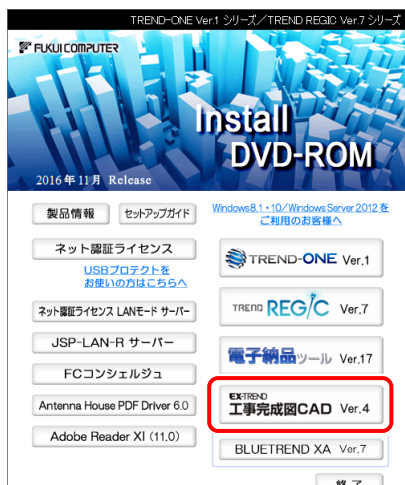 TREND-ONE Ver.1 シリーズ／TREND REGIC Ver.7 シリーズ
FUKUI COMPUTER
Install
DVD-ROM
2016年11月 Release
製品情報
セットアップガイド
Windows8.1・10／Windows Server 2012 を
ご利用のお客様へ
ネット認証ライセンス
USBプロテクトを
お使いの方はこちらへ
ネット認証ライセンス LANモード サーバー
JSP-LAN-R サーバー
FCコンシェルジュ
Antenna House PDF Driver 6.0
Adobe Reader XI (11.0)
TREND-ONE Ver.1
TREND REGIC Ver.7
電子納品ツール Ver.17
EX-TREND
工事完成図CAD Ver.4
BLUETREND XA Ver.7
終了